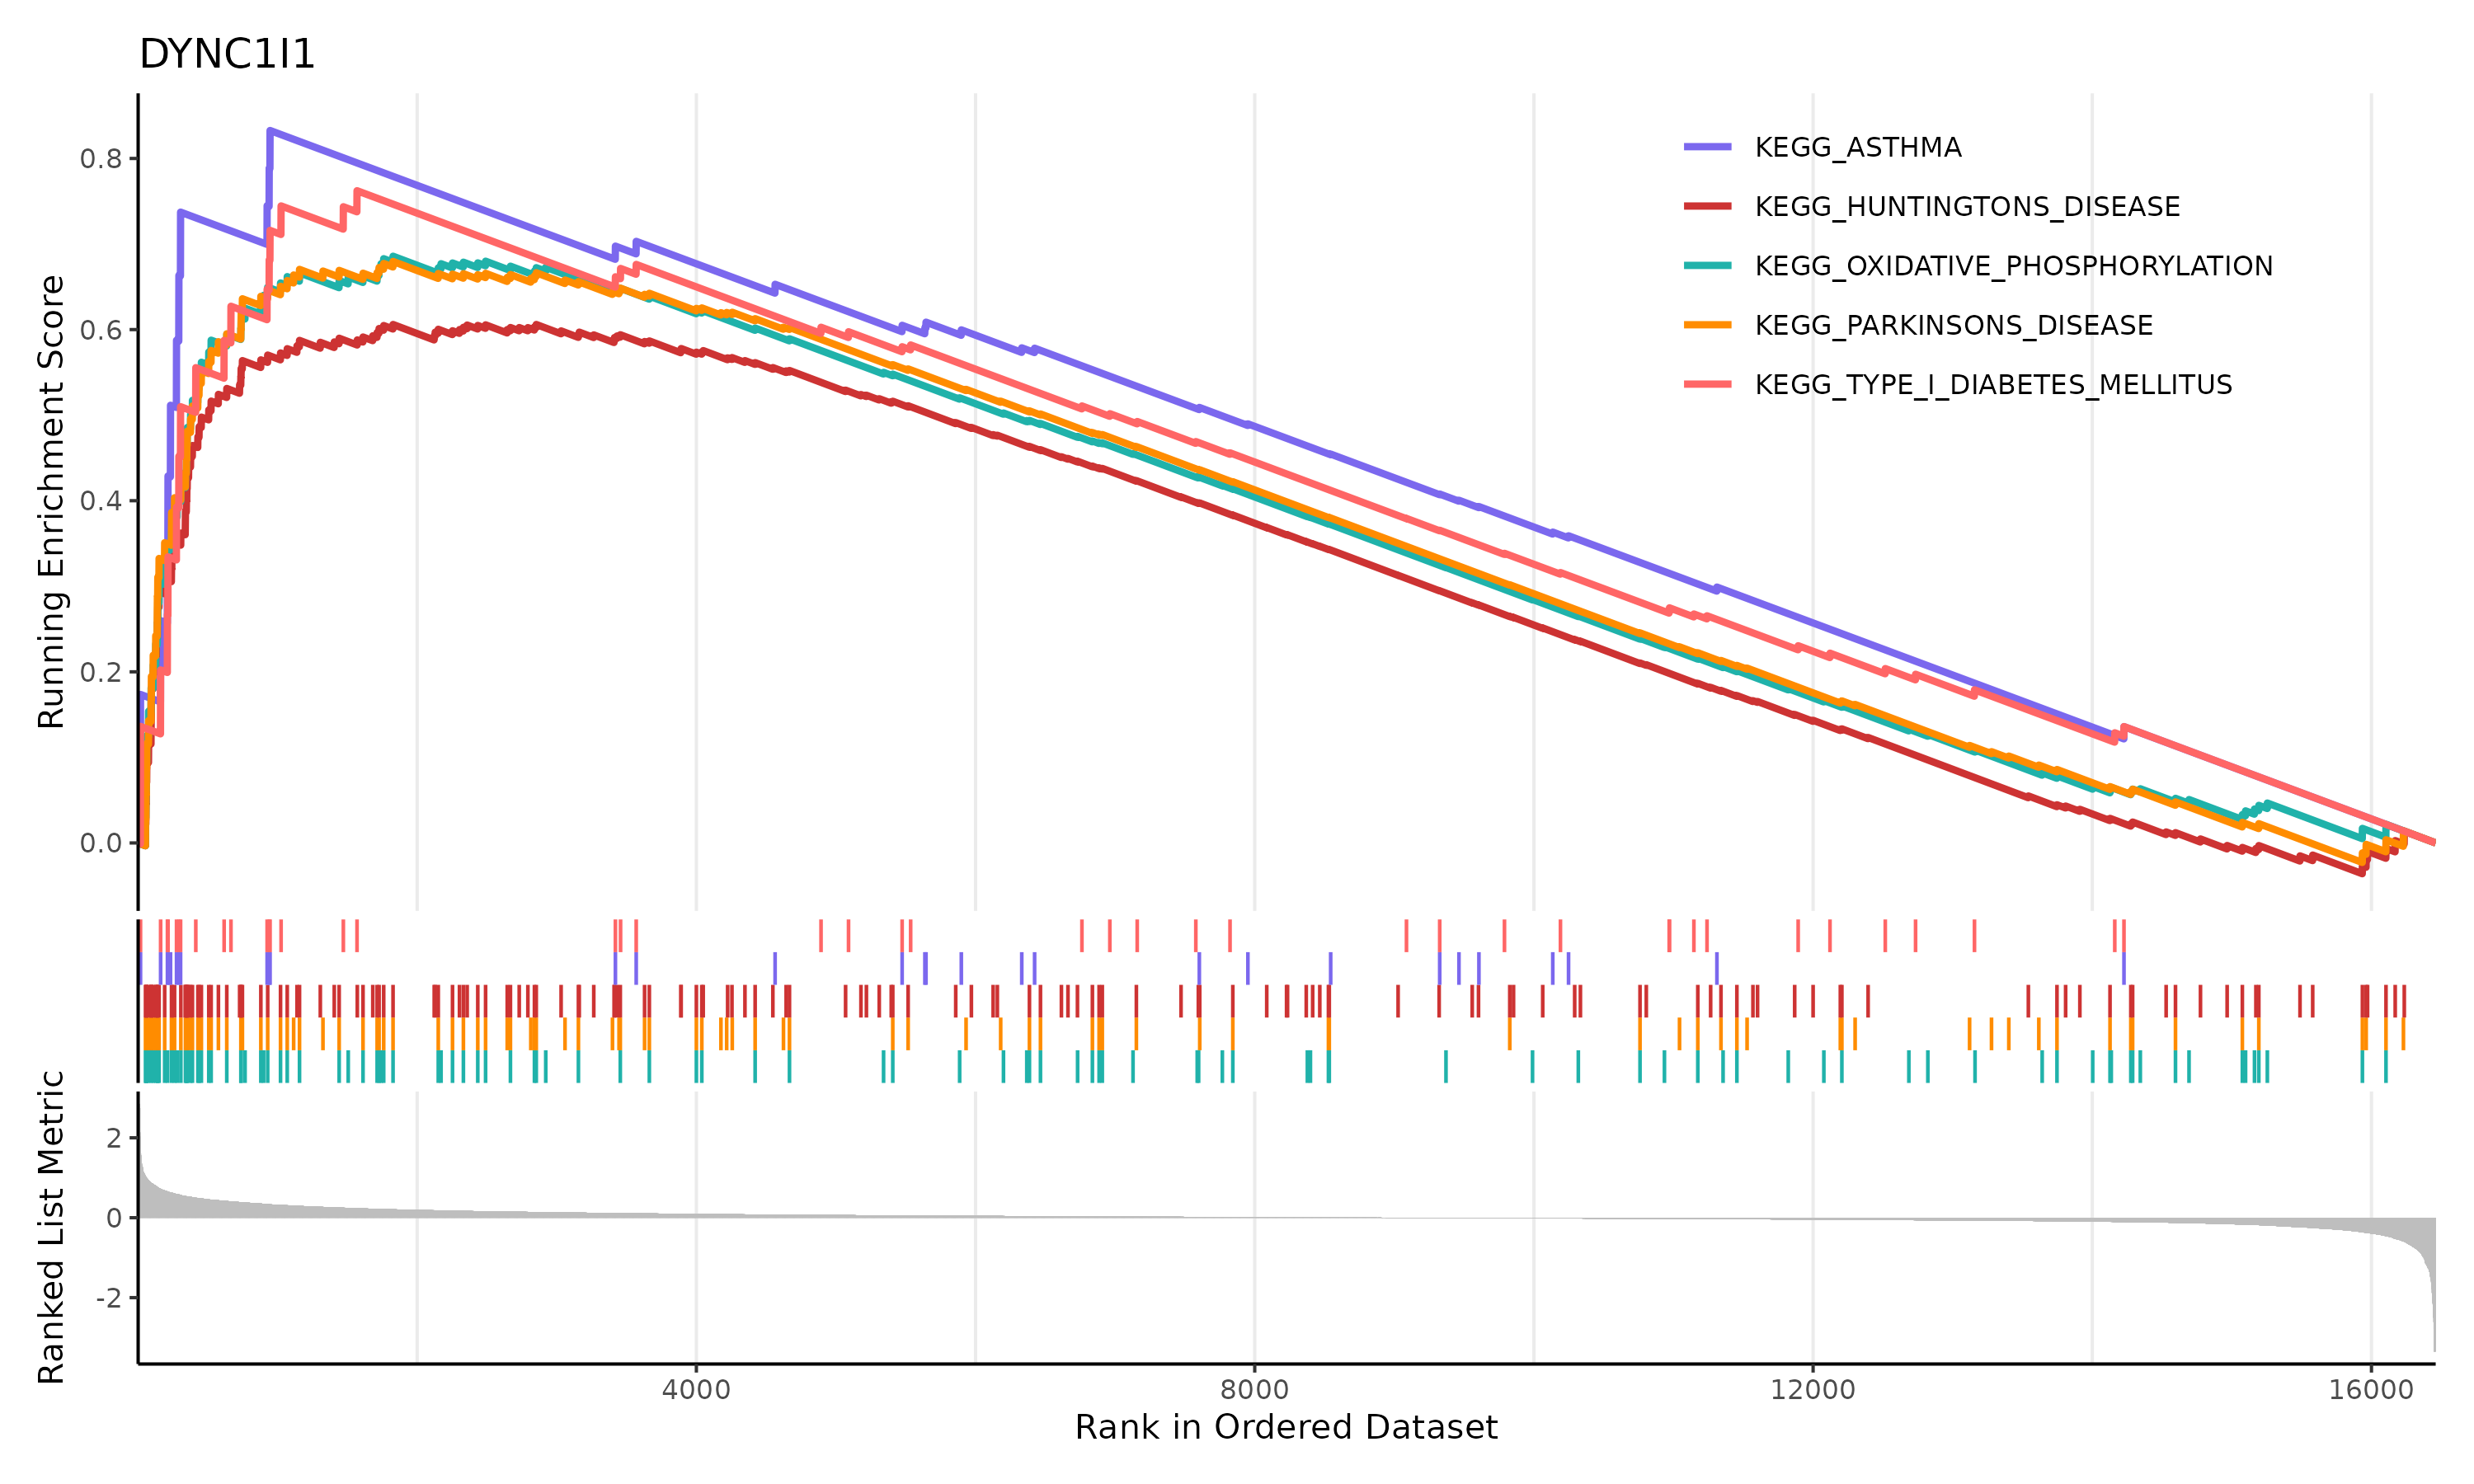 DYNC1I1
Running Enrichment Score
0.8
0.6
0.4
0.2
0.0
KEGG_ASTHMA
KEGG_HUNTINGTONS_DISEASE
KEGG_OXIDATIVE_PHOSPHORYLATION
KEGG_PARKINSONS_DISEASE
KEGG_TYPE_I_DIABETES_MELLITUS
Ranked List Metric
2
0
-2
4000 8000 12000 16000
Rank in Ordered Dataset